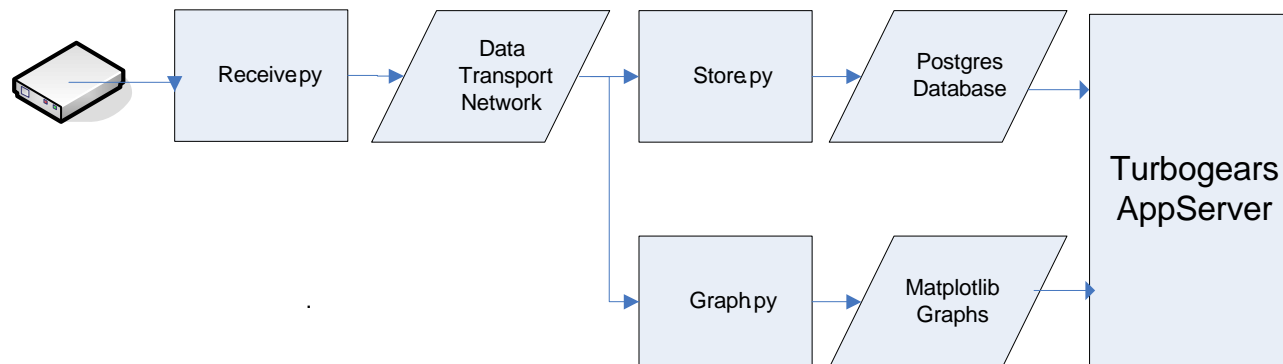 Receive.py
Data
Transport
Network
Store.py
Postgres
Database
Turbogears
AppServer
Graph.py
Matplotlib
Graphs
.